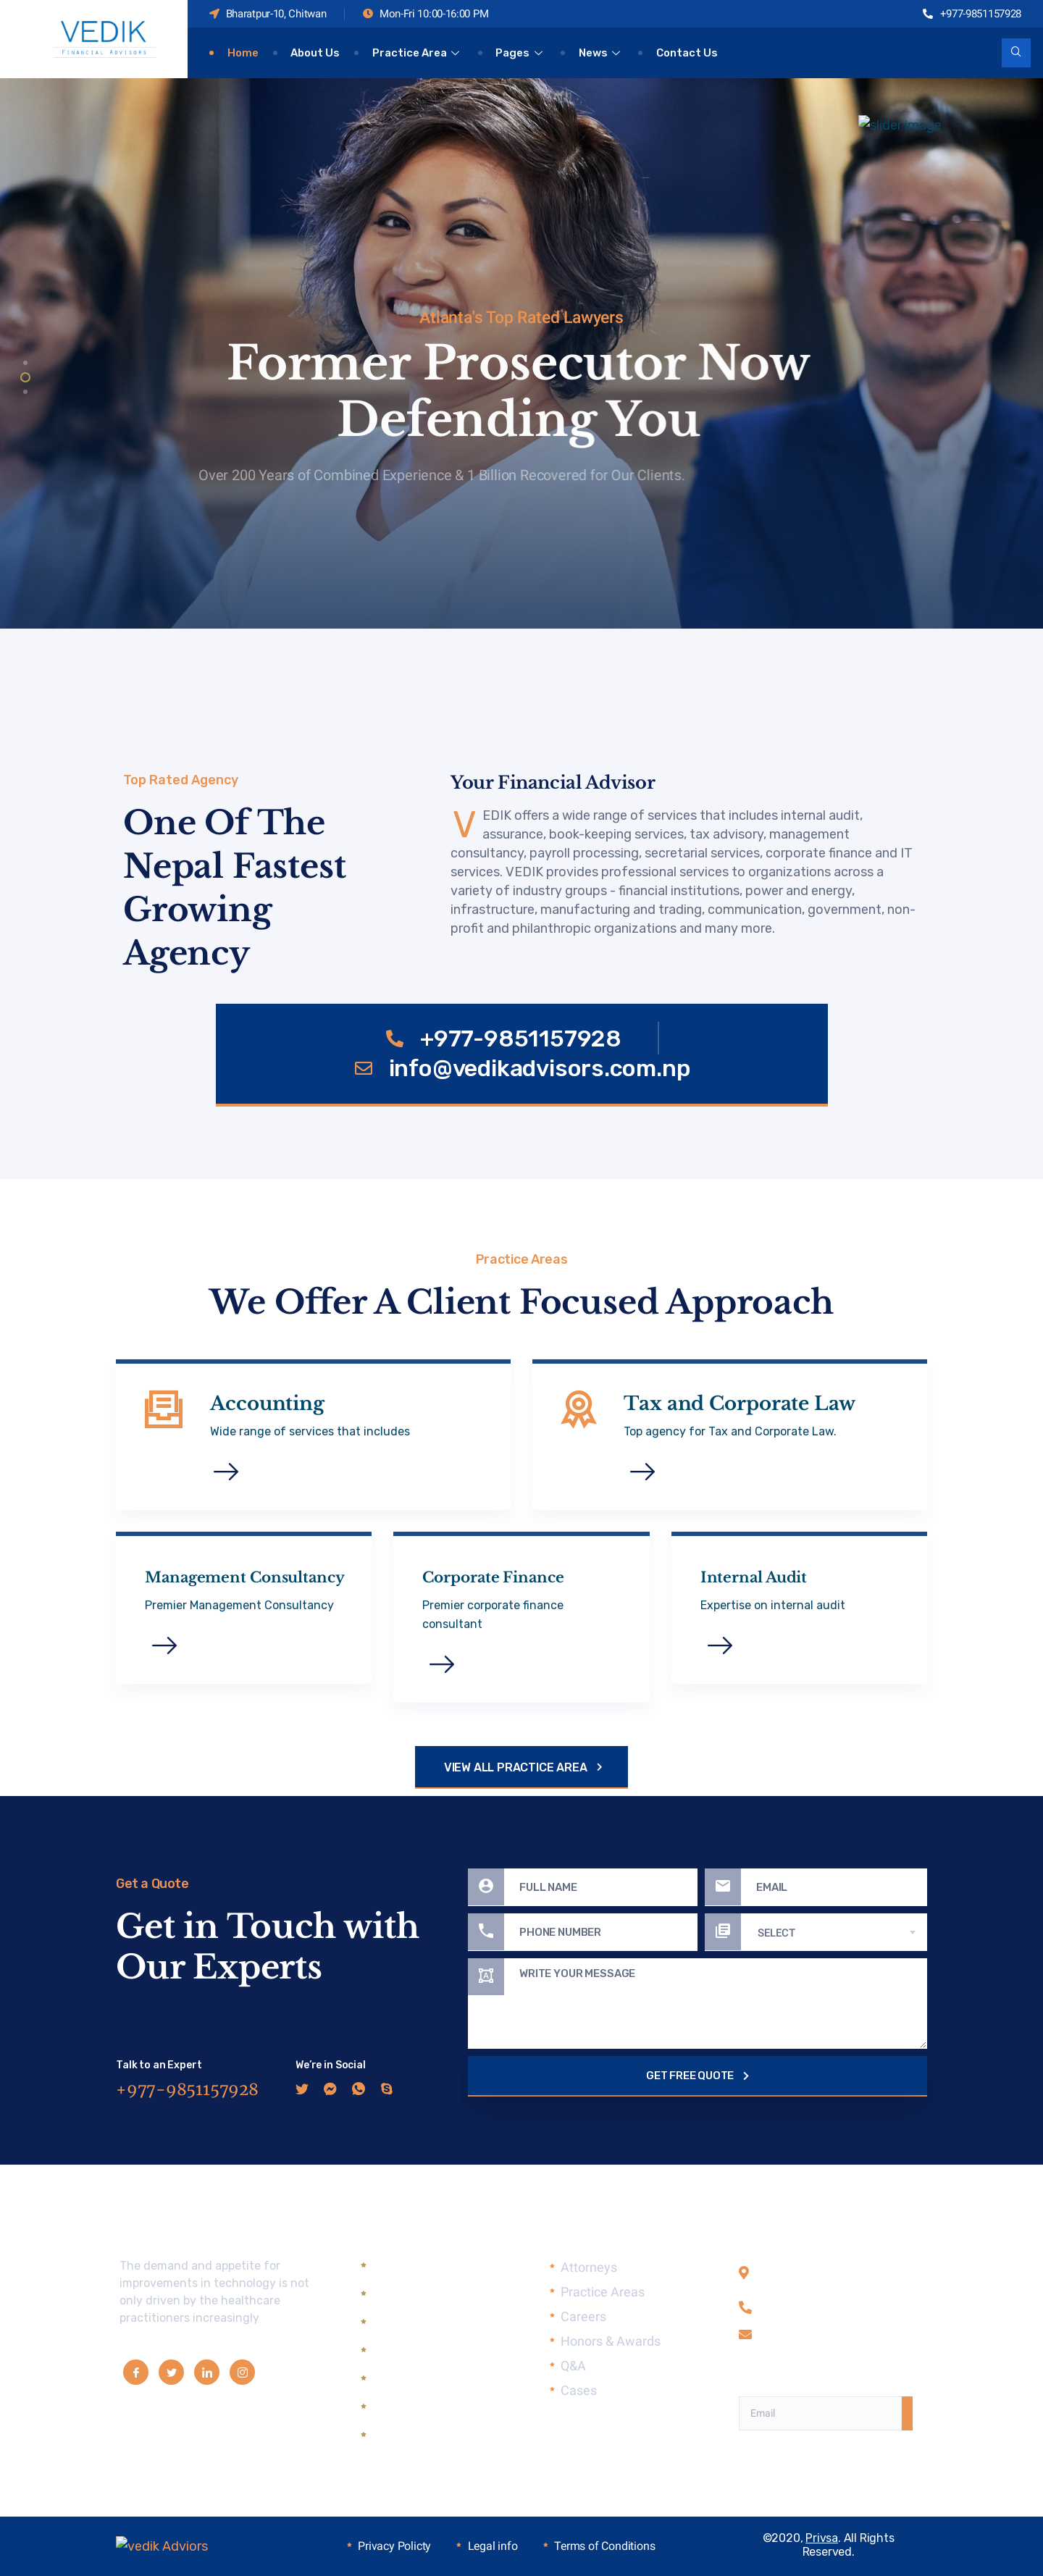 VEDIK
FINANCIAL ADVISORS
Bharatpur-10, Chitwan
Mon-Fri 10:00-16:00 PM
+977-9851157928
Home
About Us
Practice Area
Pages
News
Contact Us
slider image
Atlanta's Top Rated Lawyers
Former Prosecutor Now
Defending You
Over 200 Years of Combined Experience & 1 Billion Recovered for Our Clients.
Top Rated Agency
One Of The
Nepal Fastest
Growing
Agency
Your Financial Advisor
VEDIK offers a wide range of services that includes internal audit,
assurance, book-keeping services, tax advisory, management
consultancy, payroll processing, secretarial services, corporate finance and IT
services. VEDIK provides professional services to organizations across a
variety of industry groups - financial institutions, power and energy,
infrastructure, manufacturing and trading, communication, government, non-
profit and philanthropic organizations and many more.
+977-9851157928
info@vedikadvisors.com.np
Practice Areas
We Offer A Client Focused Approach
Accounting
Wide range of services that includes
Tax and Corporate Law
Top agency for Tax and Corporate Law.
Management Consultancy
Premier Management Consultancy
Corporate Finance
Premier corporate finance
consultant
Internal Audit
Expertise on internal audit
VIEW ALL PRACTICE AREA
Get a Quote
Get in Touch with
Our Experts
Talk to an Expert
+977-9851157928
We're in Social
FULL NAME
EMAIL
PHONE NUMBER
SELECT
WRITE YOUR MESSAGE
GET FREE QUOTE
The demand and appetite for
improvements in technology is not
only driven by the healthcare
practitioners increasingly
Attorneys
Practice Areas
Careers
Honors & Awards
Q&A
Cases
Email
vedik Adviors
Privacy Policty
Legal info
Terms of Conditions
©2020, Privsa. All Rights
Reserved.